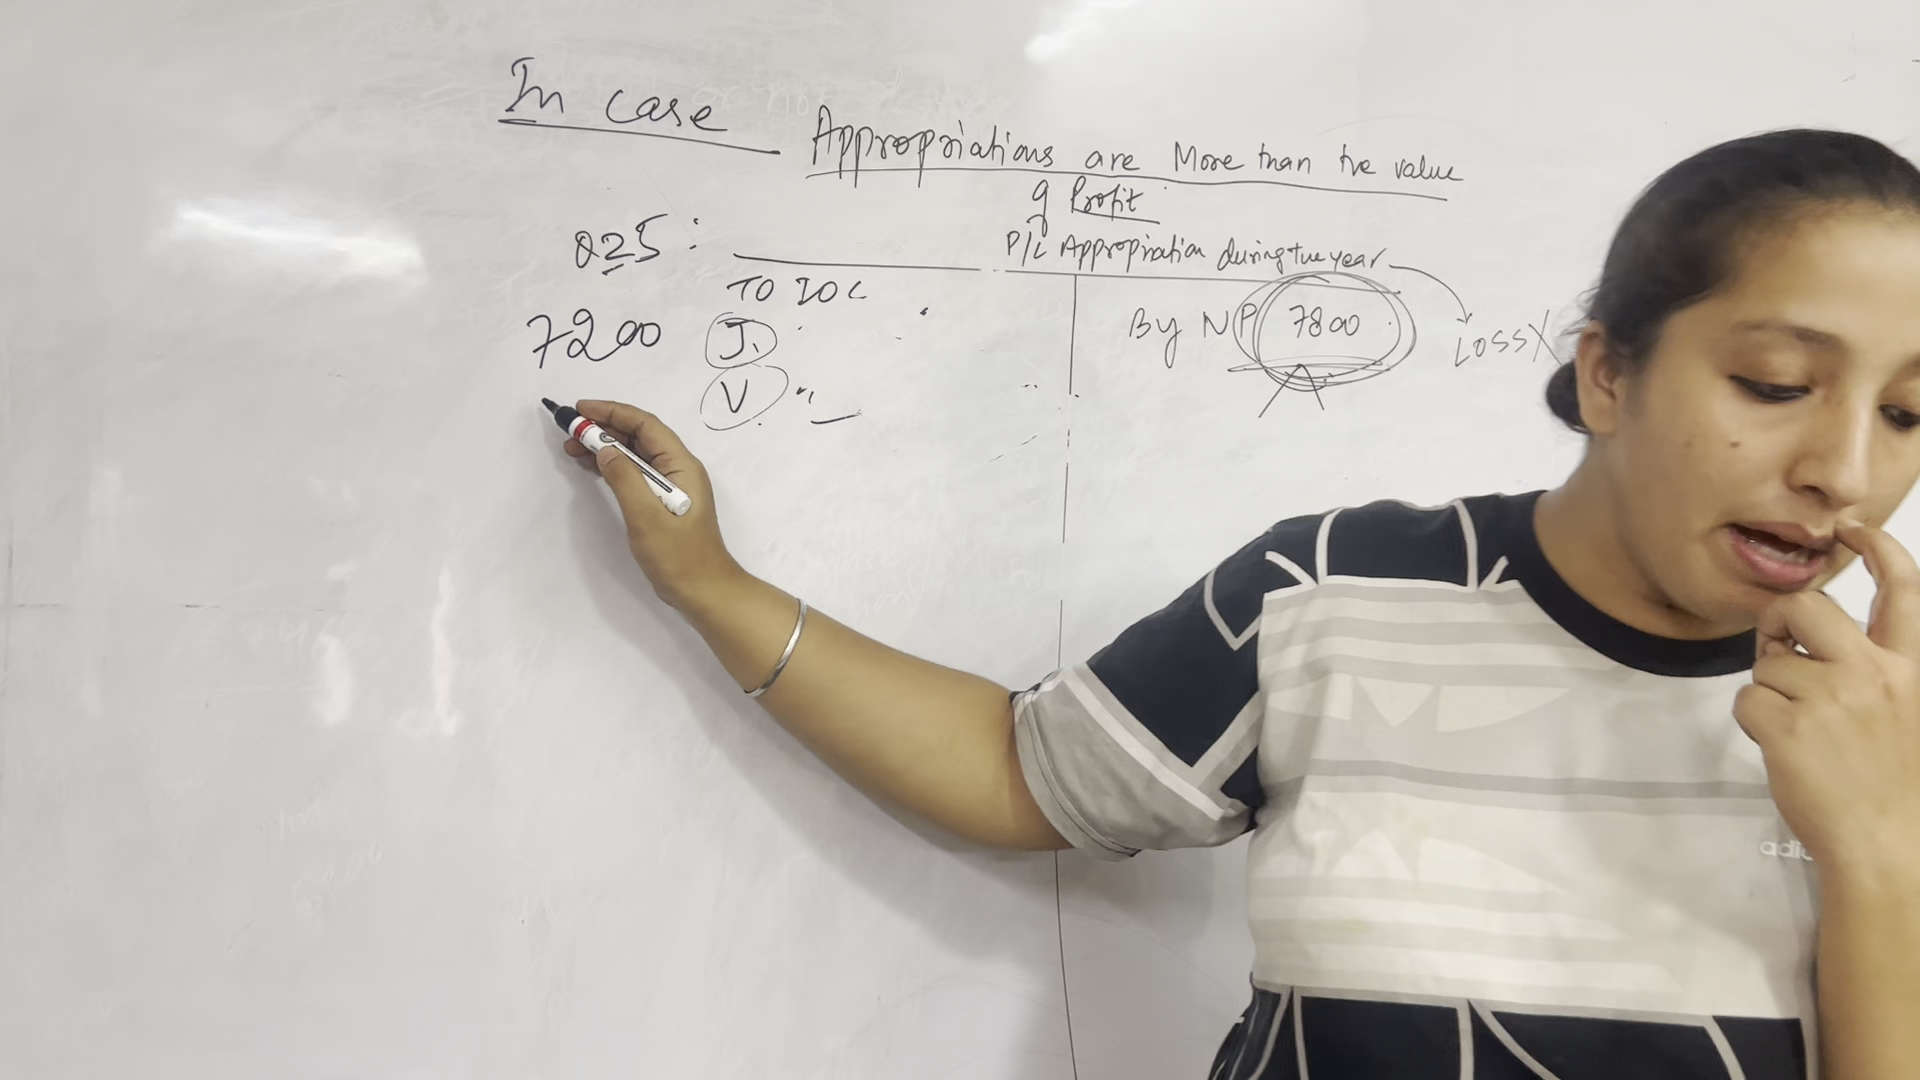 In case
Appropriations are More than the value
of Profit
Q25:
P/L Appropriation during the year
TO IOC
7200 J.
By NP 7800
Loss X
V
adi